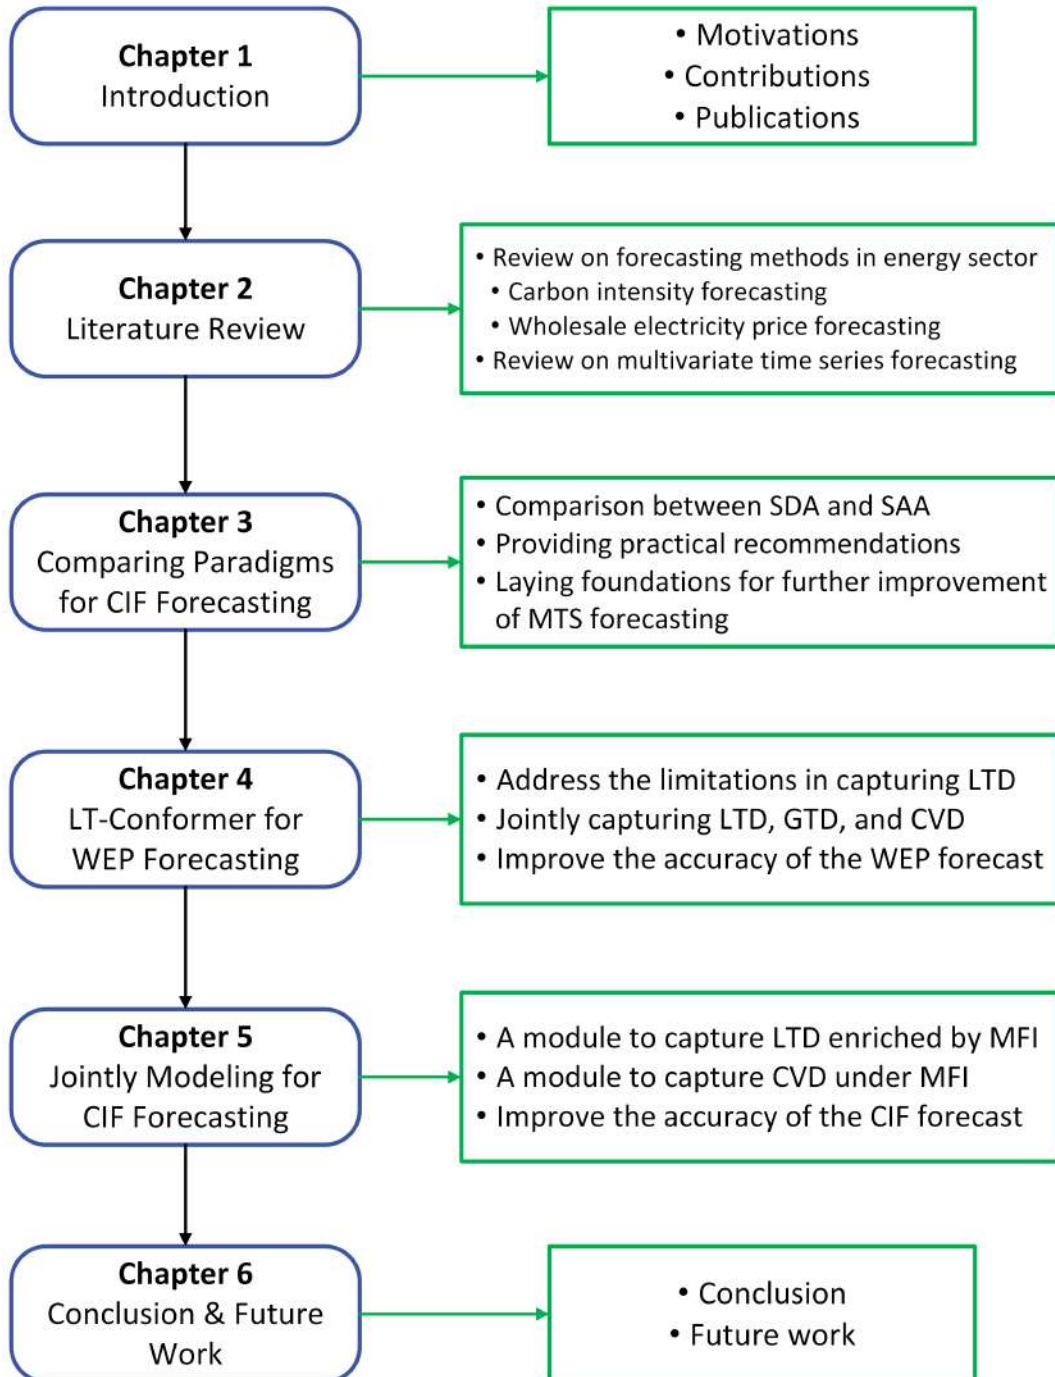 Chapter 1
Introduction
• Motivations
• Contributions
• Publications
Chapter 2
Literature Review
• Review on forecasting methods in energy sector
• Carbon intensity forecasting
• Wholesale electricity price forecasting
• Review on multivariate time series forecasting
Chapter 3
Comparing Paradigms
for CIF Forecasting
• Comparison between SDA and SAA
• Providing practical recommendations
• Laying foundations for further improvement
of MTS forecasting
Chapter 4
LT-Conformer for
WEP Forecasting
• Address the limitations in capturing LTD
• Jointly capturing LTD, GTD, and CVD
• Improve the accuracy of the WEP forecast
Chapter 5
Jointly Modeling for
CIF Forecasting
• A module to capture LTD enriched by MFI
• A module to capture CVD under MFI
• Improve the accuracy of the CIF forecast
Chapter 6
Conclusion & Future
Work
• Conclusion
• Future work